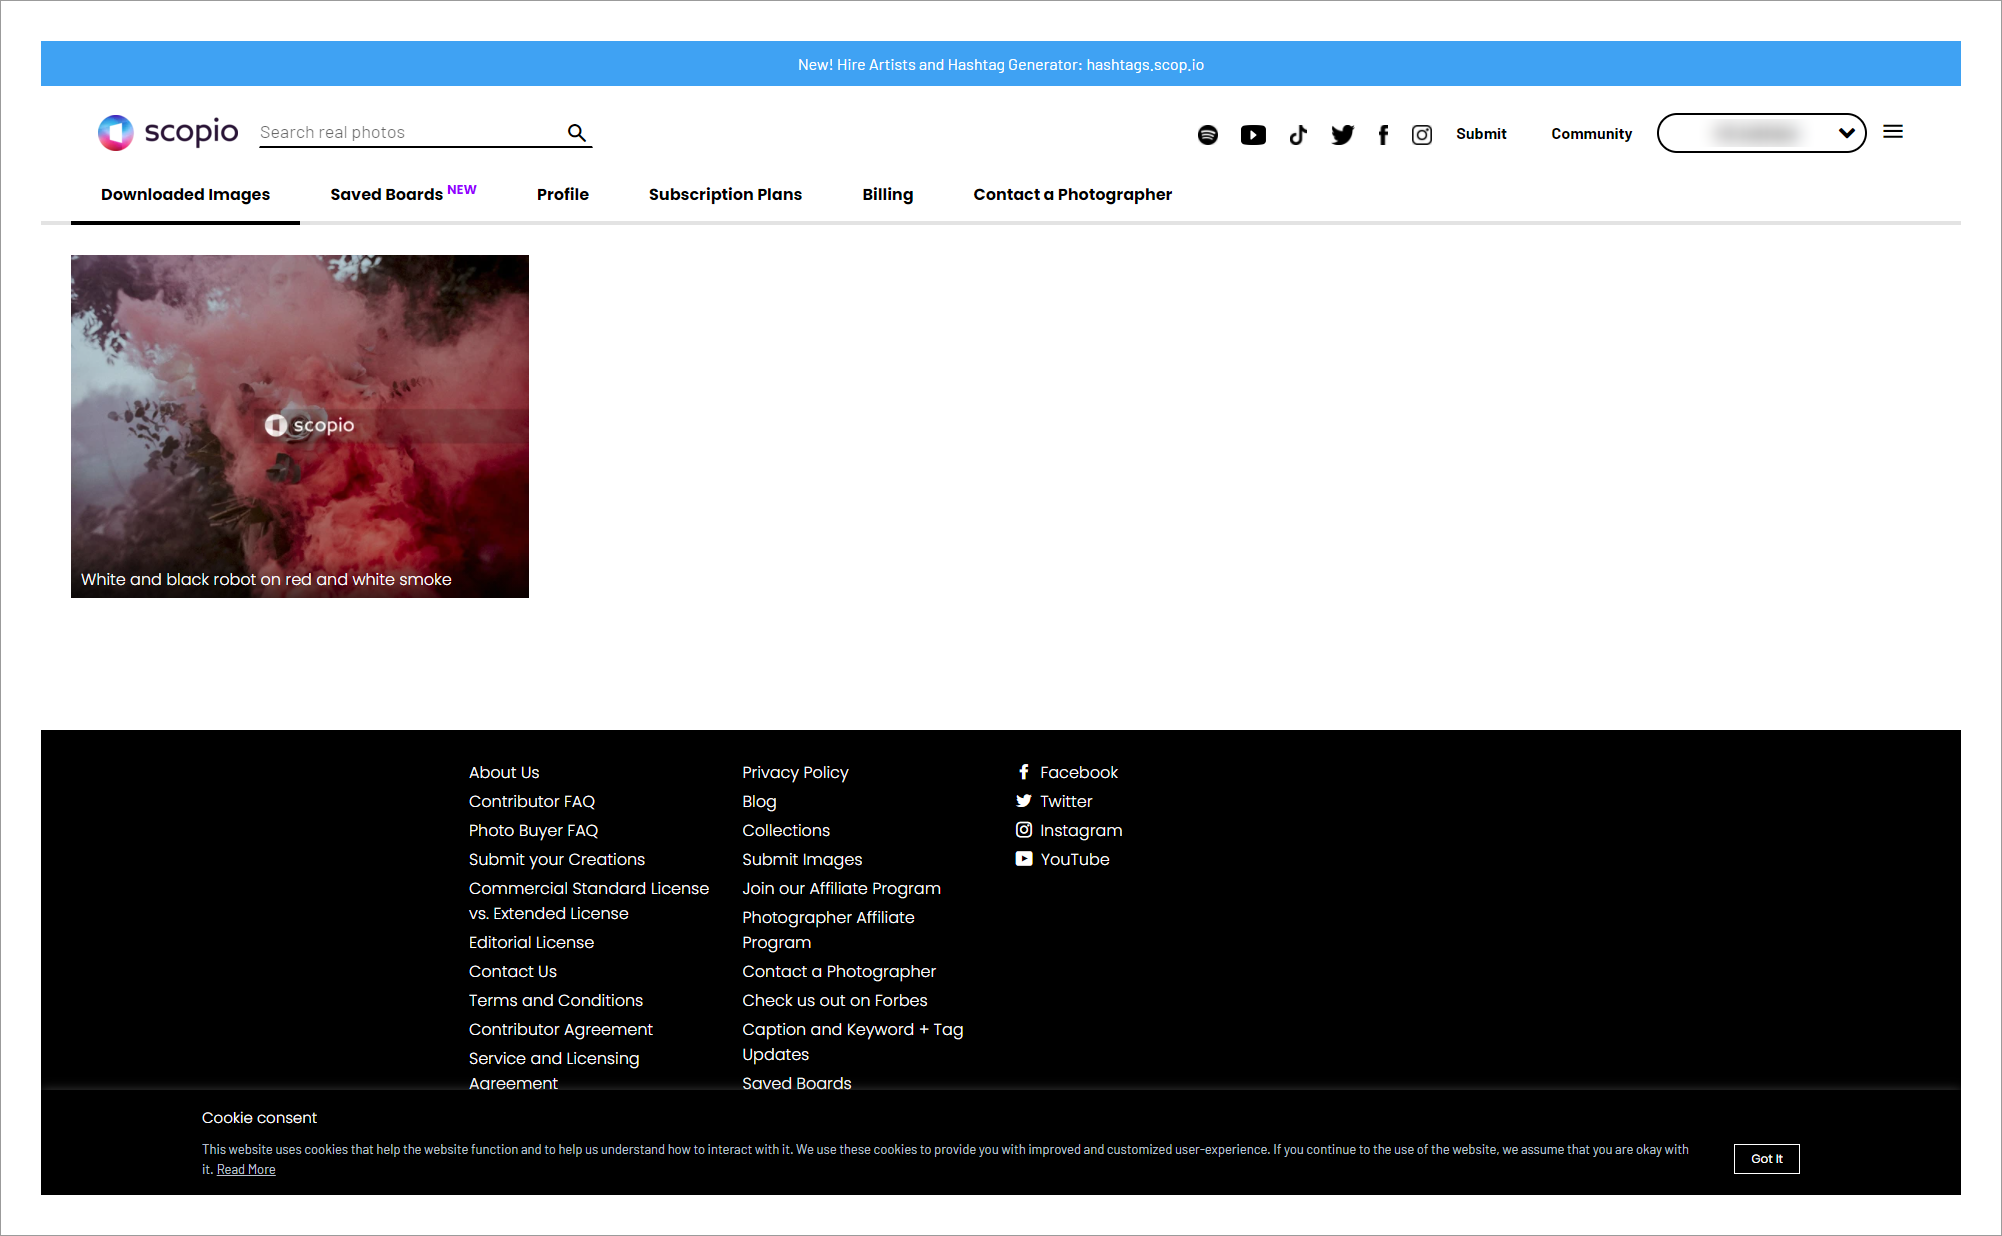 New! Hire Artists and Hashtag Generator: hashtags.scop.io
scopio
Search real photos
Submit
Community
Downloaded Images
Saved Boards NEW
Profile
Subscription Plans
Billing
Contact a Photographer
scopio
White and black robot on red and white smoke
About Us
Contributor FAQ
Photo Buyer FAQ
Submit your Creations
Commercial Standard License
vs. Extended License
Editorial License
Contact Us
Terms and Conditions
Contributor Agreement
Service and Licensing
Agreement
Privacy Policy
Blog
Collections
Submit Images
Join our Affiliate Program
Photographer Affiliate
Program
Contact a Photographer
Check us out on Forbes
Caption and Keyword + Tag
Updates
Saved Boards
Facebook
Twitter
Instagram
YouTube
Cookie consent
This website uses cookies that help the website function and to help us understand how to interact with it. We use these cookies to provide you with improved and customized user-experience. If you continue to the use of the website, we assume that you are okay with
it. Read More
Got It